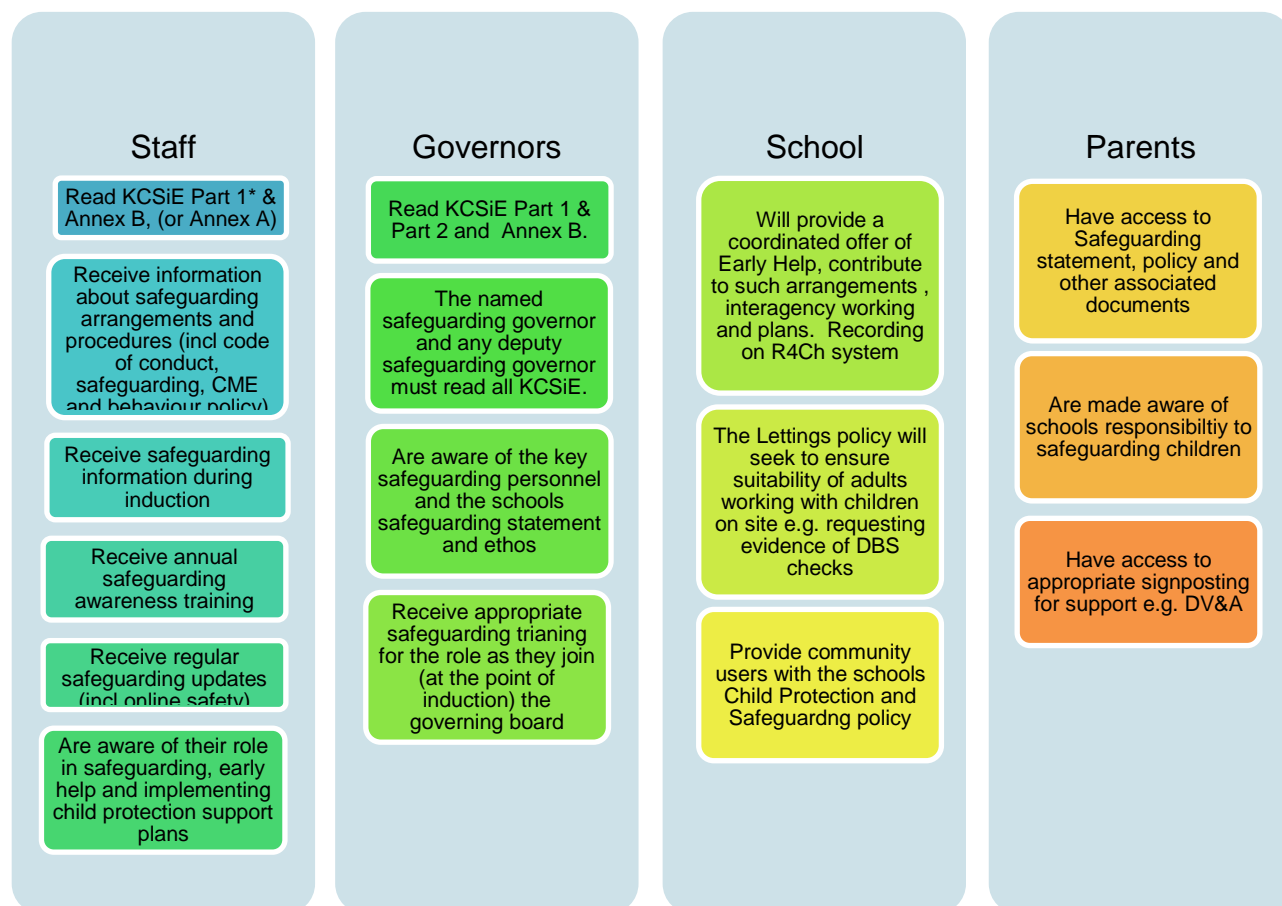 Staff
Read KCSiE Part 1* &
Annex B, (or Annex A)
Receive information
about safeguarding
arrangements and
procedures (incl code
of conduct,
safeguarding, CME
and behaviour policy)
Receive safeguarding
information during
induction
Receive annual
safeguarding
awareness training
Receive regular
safeguarding updates
(incl online safety)
Are aware of their role
in safeguarding, early
help and implementing
child protection support
plans
Governors
Read KCSiE Part 1 &
Part 2 and Annex B.
The named
safeguarding governor
and any deputy
safeguarding governor
must read all KCSiE.
Are aware of the key
safeguarding personnel
and the schools
safeguarding statement
and ethos
Receive appropriate
safeguarding trianing
for the role as they join
(at the point of
induction) the
governing board
School
Will provide a
coordinated offer of
Early Help, contribute
to such arrangements ,
interagency working
and plans. Recording
on R4Ch system
The Lettings policy will
seek to ensure
suitability of adults
working with children
on site e.g. requesting
evidence of DBS
checks
Provide community
users with the schools
Child Protection and
Safeguardng policy
Parents
Have access to
Safeguarding
statement, policy and
other associated
documents
Are made aware of
schools responsibiltiy to
safeguarding children
Have access to
appropriate signposting
for support e.g. DV&A